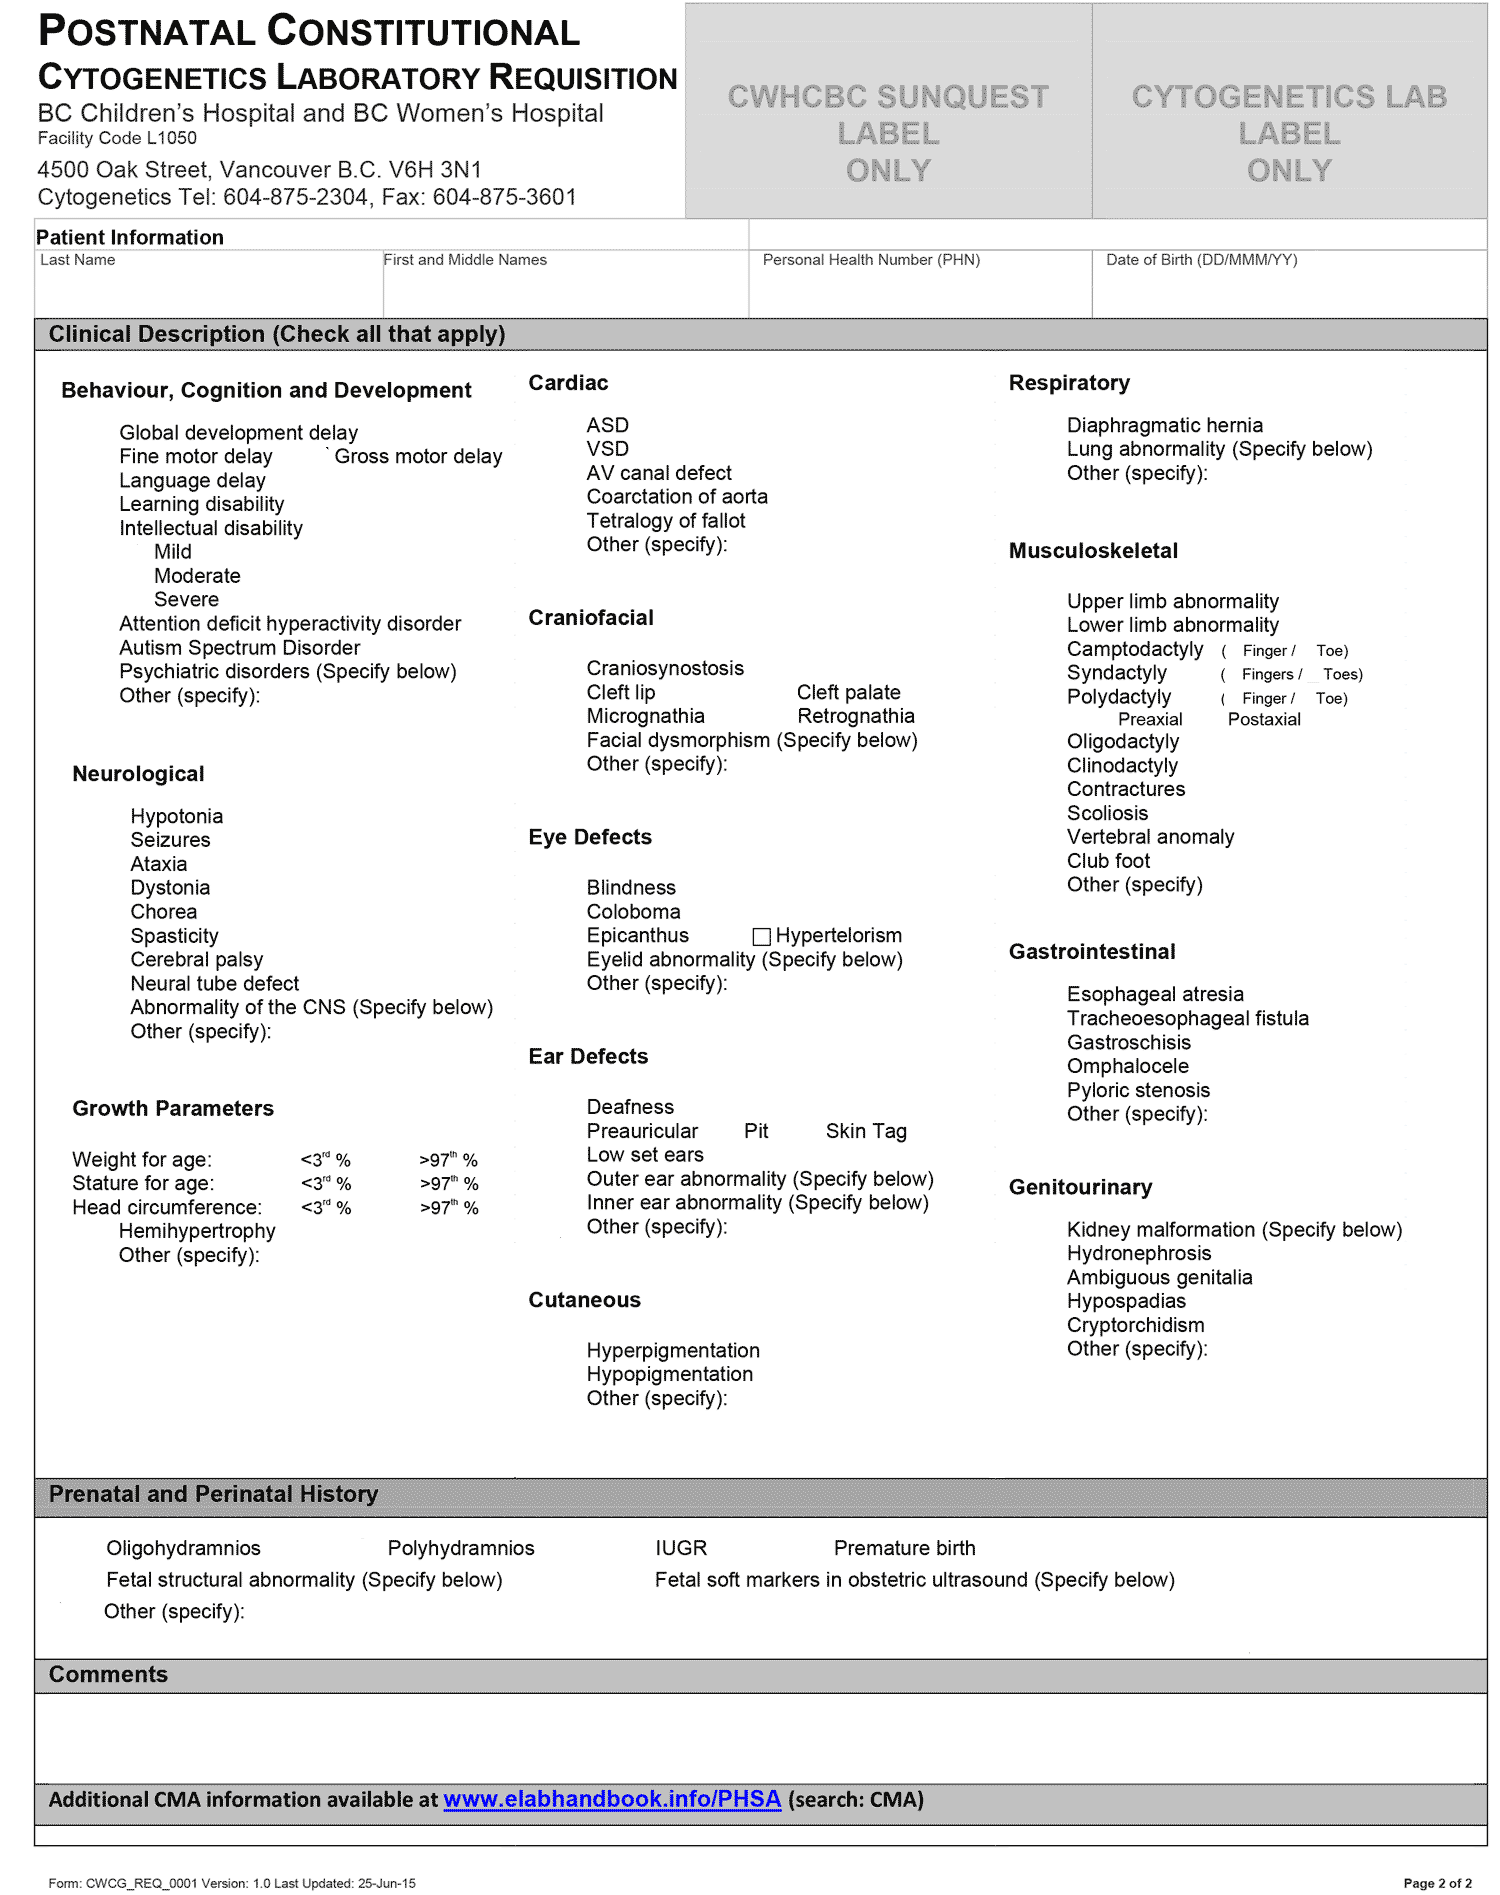 POSTNATAL CONSTITUTIONAL
CYTOGENETICS LABORATORY REQUISITION
BC Children's Hospital and BC Women's Hospital
Facility Code L1050
4500 Oak Street, Vancouver B.C. V6H 3N1
Cytogenetics Tel: 604-875-2304, Fax: 604-875-3601
CWHCBC SUNQUEST
LABEL
ONLY
CYTOGENETICS LAB
LABEL
ONLY
Patient Information
Last Name
First and Middle Names
Personal Health Number (PHN)
Date of Birth (DD/MMM/YY)
Clinical Description (Check all that apply)
Behaviour, Cognition and Development
Global development delay
Fine motor delay ` Gross motor delay
Language delay
Learning disability
Intellectual disability
Mild
Moderate
Severe
Attention deficit hyperactivity disorder
Autism Spectrum Disorder
Psychiatric disorders (Specify below)
Other (specify):
Neurological
Hypotonia
Seizures
Ataxia
Dystonia
Chorea
Spasticity
Cerebral palsy
Neural tube defect
Abnormality of the CNS (Specify below)
Other (specify):
Growth Parameters
Weight for age: <3rd % >97th %
Stature for age: <3rd % >97th %
Head circumference: <3rd % >97th %
Hemihypertrophy
Other (specify):
Cardiac
ASD
VSD
AV canal defect
Coarctation of aorta
Tetralogy of fallot
Other (specify):
Craniofacial
Craniosynostosis
Cleft lip Cleft palate
Micrognathia Retrognathia
Facial dysmorphism (Specify below)
Other (specify):
Eye Defects
Blindness
Coloboma
Epicanthus ☐ Hypertelorism
Eyelid abnormality (Specify below)
Other (specify):
Ear Defects
Deafness
Preauricular Pit Skin Tag
Low set ears
Outer ear abnormality (Specify below)
Inner ear abnormality (Specify below)
Other (specify):
Cutaneous
Hyperpigmentation
Hypopigmentation
Other (specify):
Respiratory
Diaphragmatic hernia
Lung abnormality (Specify below)
Other (specify):
Musculoskeletal
Upper limb abnormality
Lower limb abnormality
Camptodactyly ( Finger / Toe)
Syndactyly ( Fingers / Toes)
Polydactyly ( Finger / Toe)
Preaxial Postaxial
Oligodactyly
Clinodactyly
Contractures
Scoliosis
Vertebral anomaly
Club foot
Other (specify)
Gastrointestinal
Esophageal atresia
Tracheoesophageal fistula
Gastroschisis
Omphalocele
Pyloric stenosis
Other (specify):
Genitourinary
Kidney malformation (Specify below)
Hydronephrosis
Ambiguous genitalia
Hypospadias
Cryptorchidism
Other (specify):
Prenatal and Perinatal History
Oligohydramnios Polyhydramnios IUGR Premature birth
Fetal structural abnormality (Specify below) Fetal soft markers in obstetric ultrasound (Specify below)
Other (specify):
Comments
Additional CMA information available at www.elabhandbook.info/PHSA (search: CMA)
Form: CWCG_REQ_0001 Version: 1.0 Last Updated: 25-Jun-15
Page 2 of 2